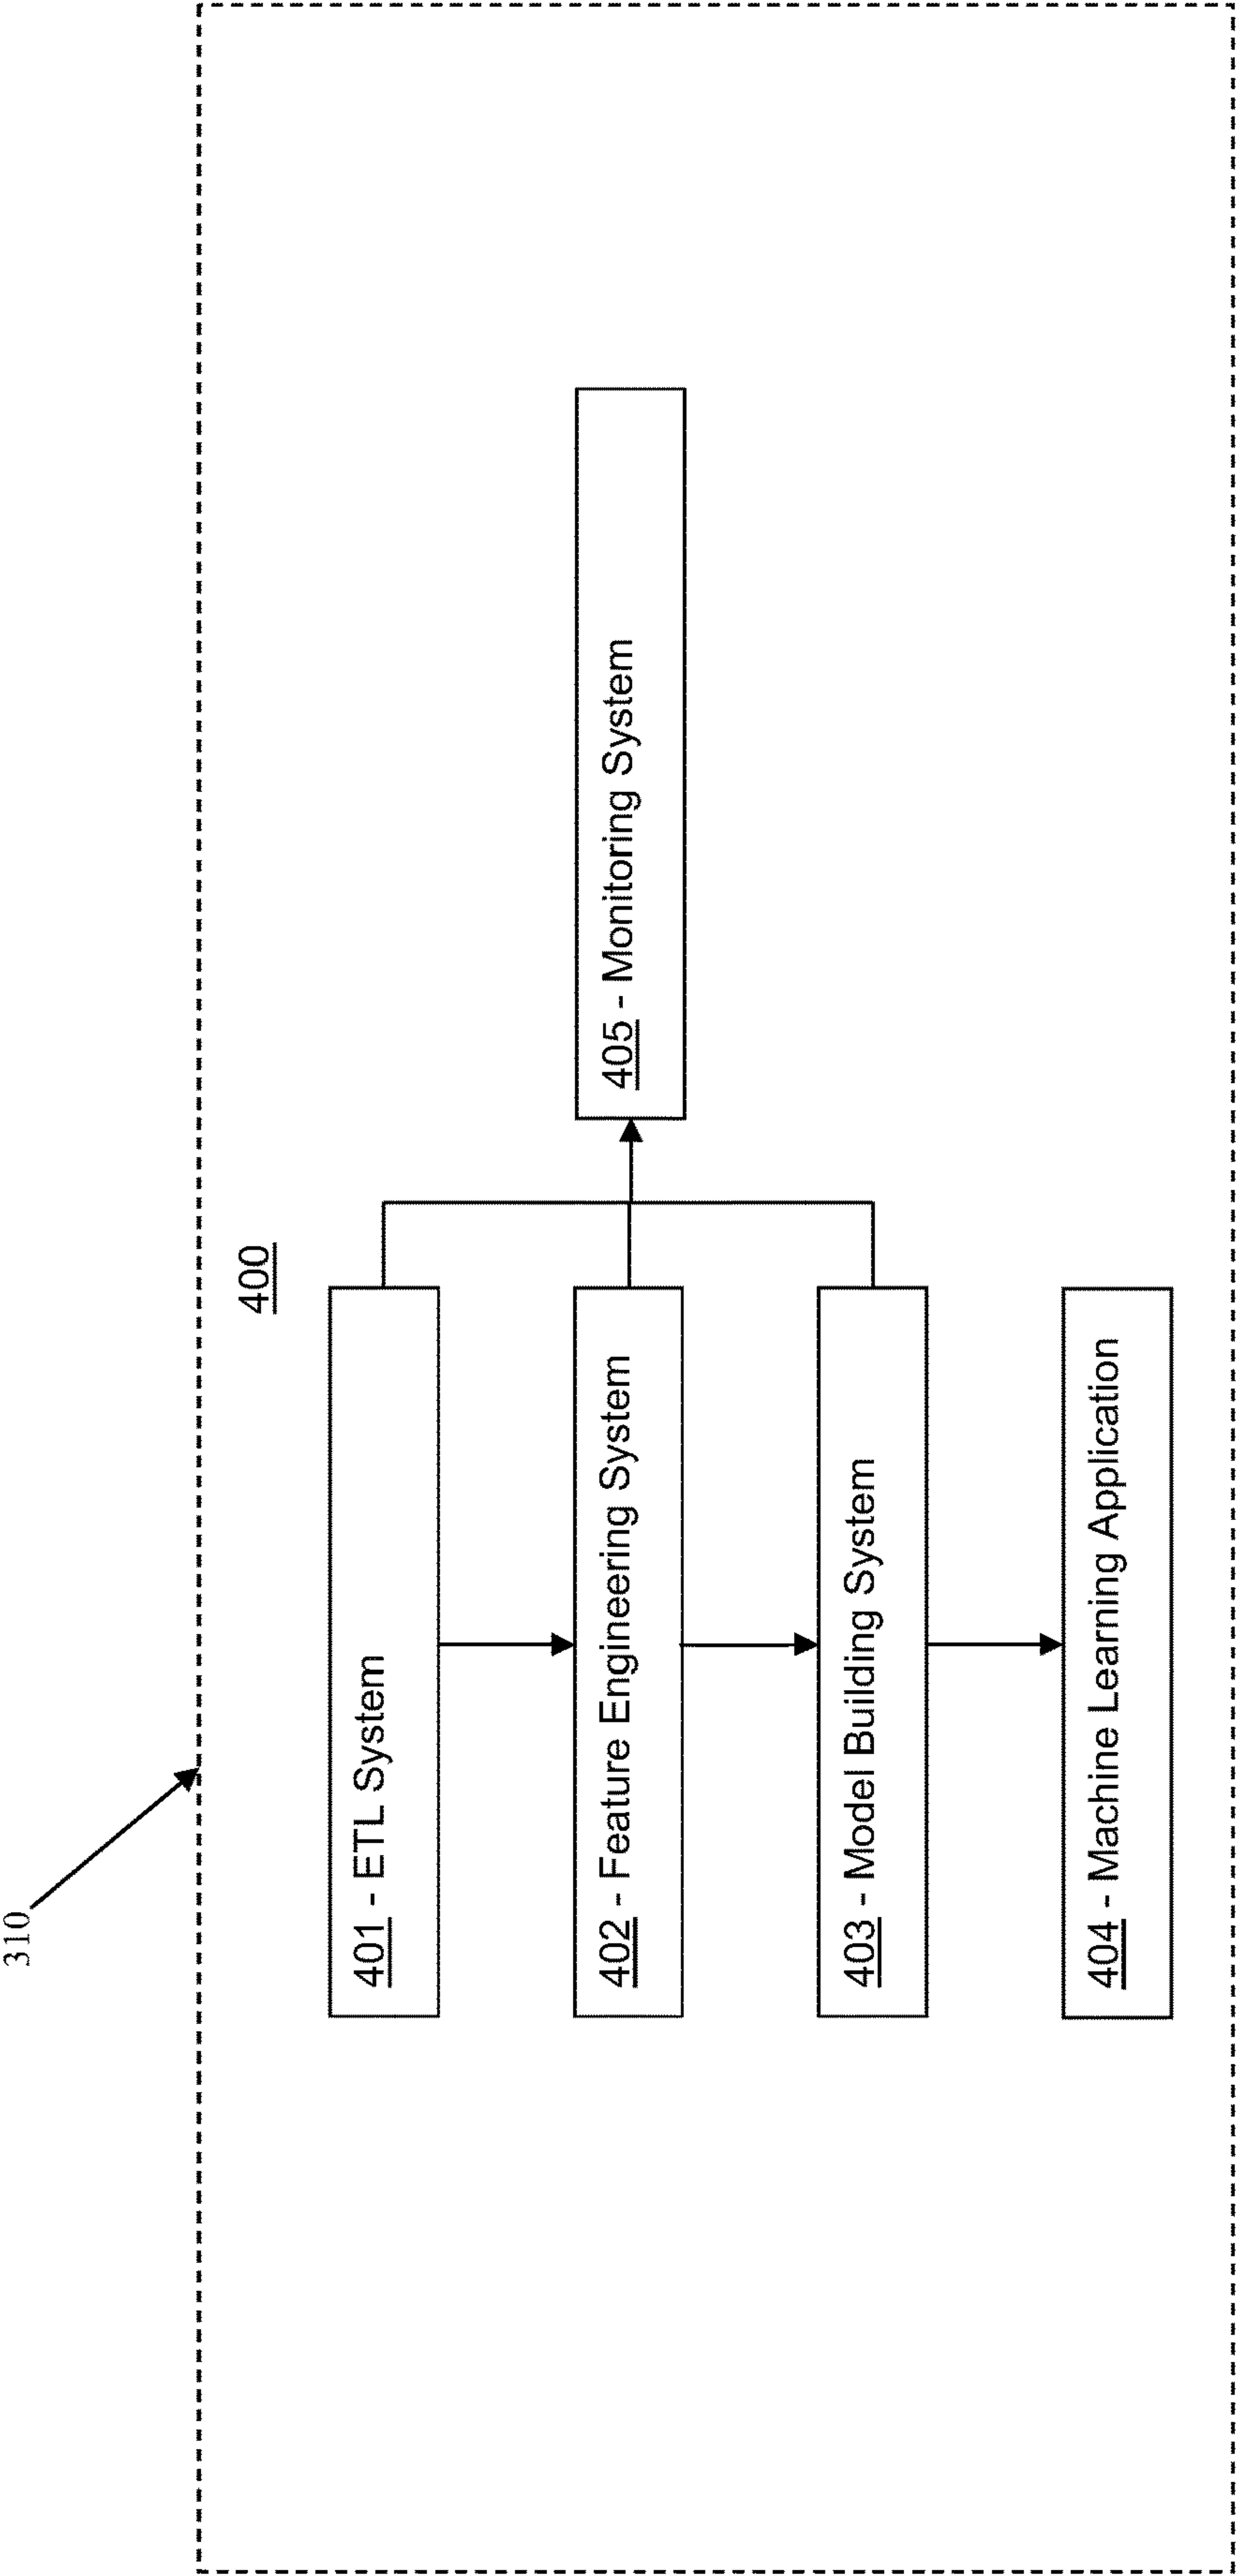 310
400
401 - ETL System
402 - Feature Engineering System
403 - Model Building System
404 - Machine Learning Application
405 - Monitoring System